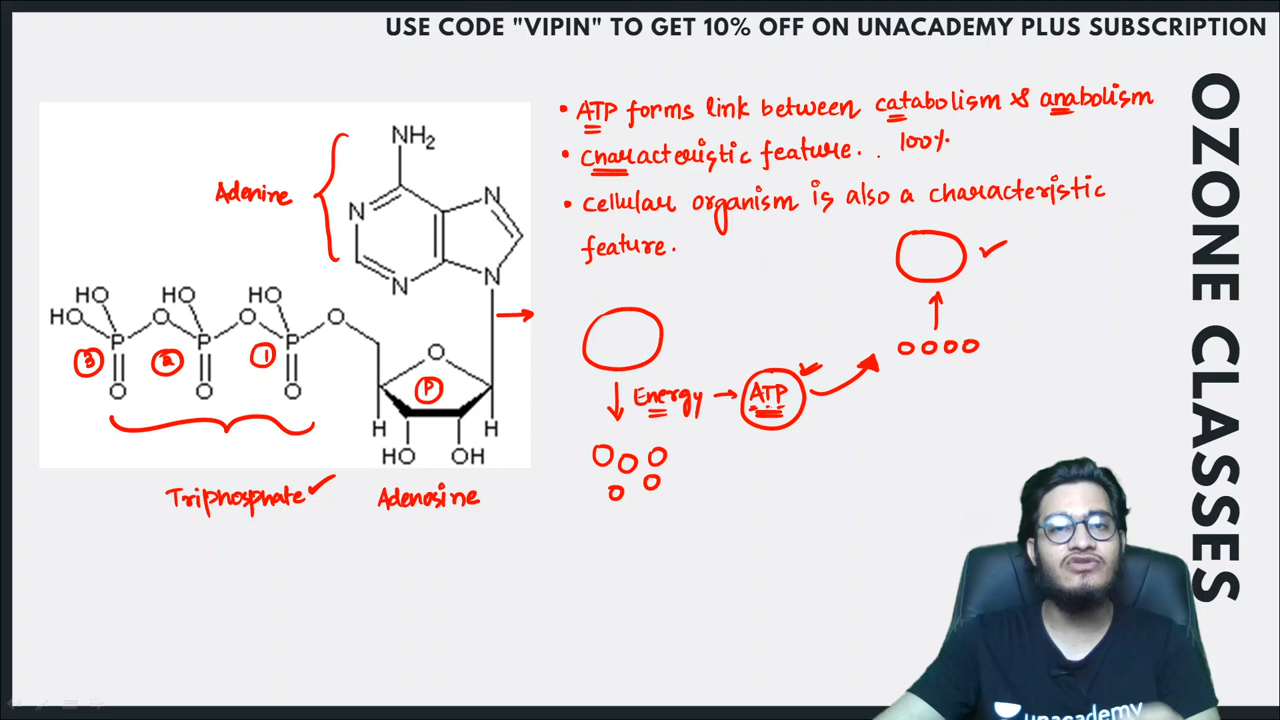 USE CODE "VIPIN" TO GET 10% OFF ON UNACADEMY PLUS SUBSCRIPTION
OZONE CLASSES
• ATP forms link between catabolism & anabolism
• Characteristic feature. . 100%
• Cellular organism is also a characteristic
feature.
Adenine
NH2
N
N
N
N
HO
HO
HO
HO
O
O
O
P
P
P
3
2
1
O
O
O
O
P
H
H
HO
OH
Triphosphate
Adenosine
Energy → ATP
unacademy